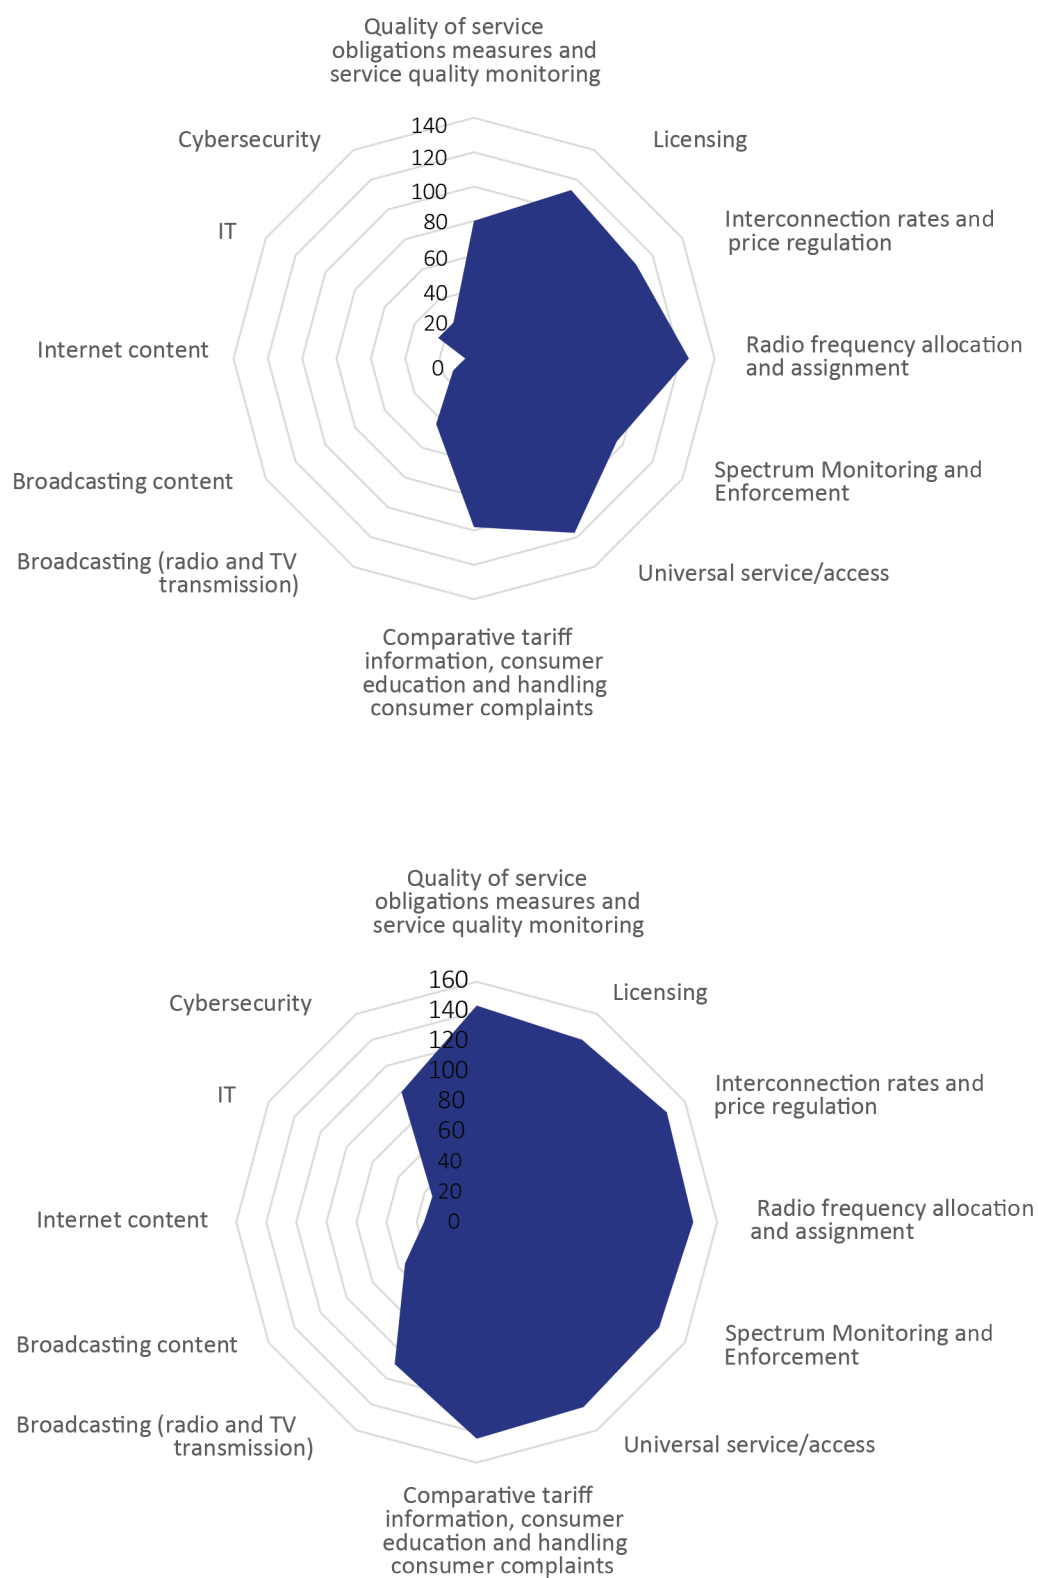 Quality of service
obligations measures and
service quality monitoring
Cybersecurity
Licensing
IT
Interconnection rates and
price regulation
Internet content
Radio frequency allocation
and assignment
Broadcasting content
Spectrum Monitoring and
Enforcement
Broadcasting (radio and TV
transmission)
Universal service/access
Comparative tariff
information, consumer
education and handling
consumer complaints
140
120
100
80
60
40
20
0
Quality of service
obligations measures and
service quality monitoring
Cybersecurity
Licensing
IT
Interconnection rates and
price regulation
Internet content
Radio frequency allocation
and assignment
Broadcasting content
Spectrum Monitoring and
Enforcement
Broadcasting (radio and TV
transmission)
Universal service/access
Comparative tariff
information, consumer
education and handling
consumer complaints
160
140
120
100
80
60
40
20
0